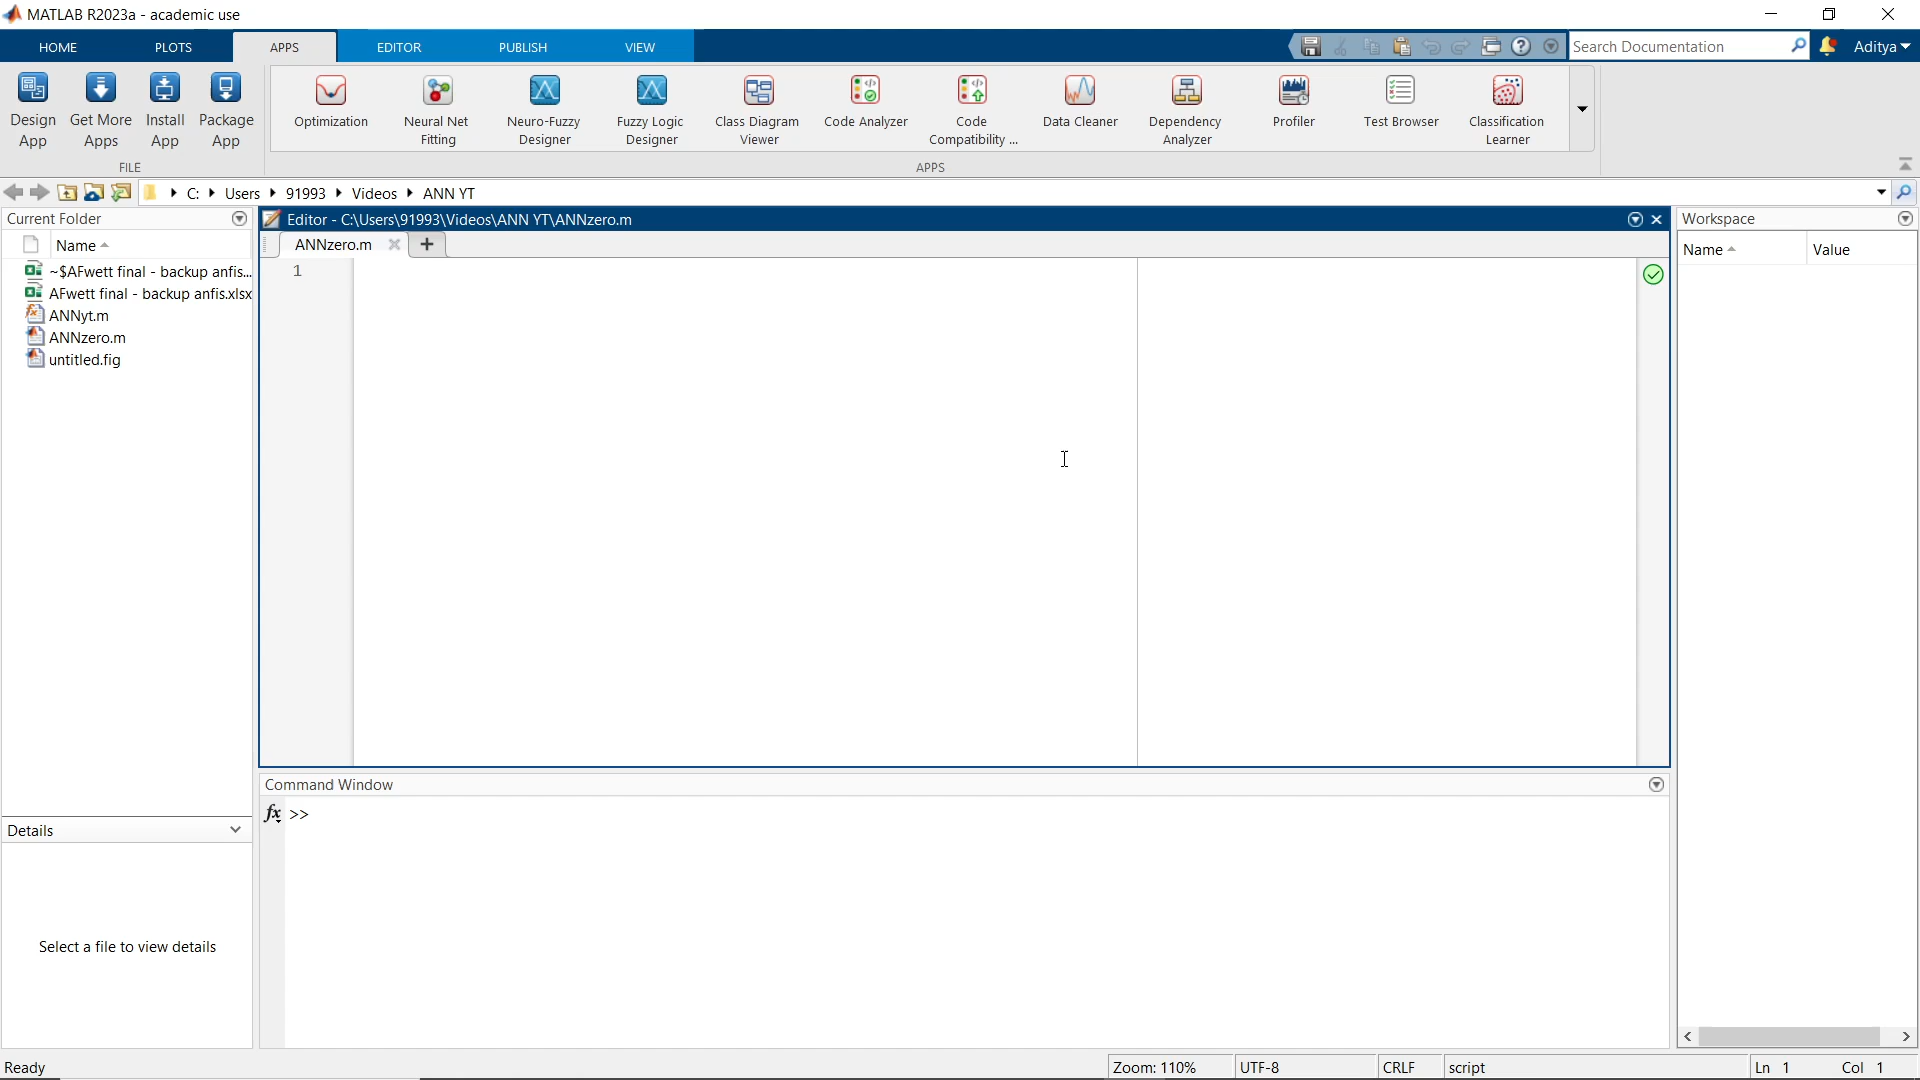 MATLAB R2023a - academic use
HOME PLOTS APPS EDITOR PUBLISH VIEW
Search Documentation
Aditya
Design App
Get More Apps
Install App
Package App
FILE
Optimization
Neural Net Fitting
Neuro-Fuzzy Designer
Fuzzy Logic Designer
Class Diagram Viewer
Code Analyzer
Code Compatibility ...
Data Cleaner
Dependency Analyzer
Profiler
Test Browser
Classification Learner
APPS
C: Users 91993 Videos ANN YT
Current Folder
Name
~$AFwett final - backup anfis...
AFwett final - backup anfis.xlsx
ANNyt.m
ANNzero.m
untitled.fig
Details
Select a file to view details
Editor - C:\Users\91993\Videos\ANN YT\ANNzero.m
ANNzero.m
1
Command Window
fx >>
Workspace
Name Value
Ready
Zoom: 110% UTF-8 CRLF script Ln 1 Col 1